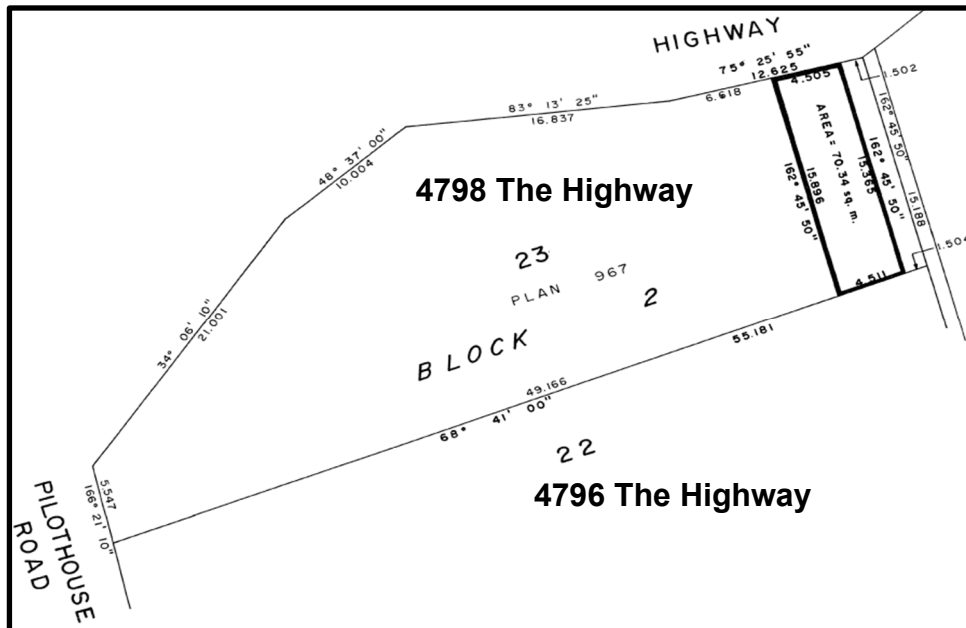 HIGHWAY
75° 25' 55"
12.625
4.505
1.502
6.618
83° 13' 25"
16.837
48° 37' 00"
10.004
162° 45' 50"
15.188
AREA = 70.34 sq. m.
162° 45' 50"
15.365
15.896
162° 45' 50"
4798 The Highway
23
PLAN 967
2
BLOCK
1.504
4.511
34° 06' 10"
21.001
55.181
49.166
68° 41' 00"
22
4796 The Highway
5.547
166° 21' 10"
PILOTHOUSE
ROAD